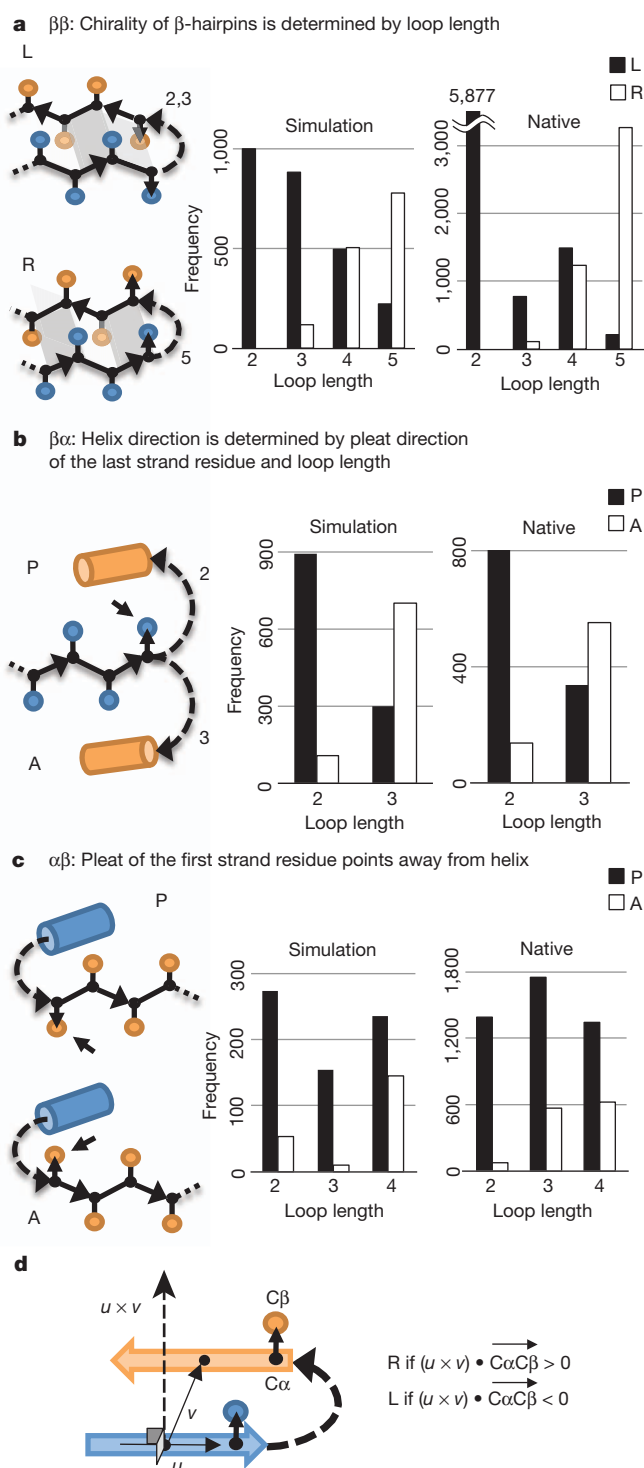 a ββ: Chirality of β-hairpins is determined by loop length
L
2,3
R
5
Simulation
Frequency
1,000
500
0
2 3 4 5
Loop length
L
R
5,877
Native
3,000
2,000
1,000
0
2 3 4 5
Loop length
b βα: Helix direction is determined by pleat direction
of the last strand residue and loop length
P
2
A
3
Simulation
Frequency
900
600
300
0
2 3
Loop length
P
A
Native
800
400
0
2 3
Loop length
c αβ: Pleat of the first strand residue points away from helix
P
A
Simulation
Frequency
300
200
100
0
2 3 4
Loop length
P
A
Native
1,800
1,200
600
0
2 3 4
Loop length
d
u × v
Cβ
Cα
v
u
R if (u × v) • CαCβ > 0
L if (u × v) • CαCβ < 0